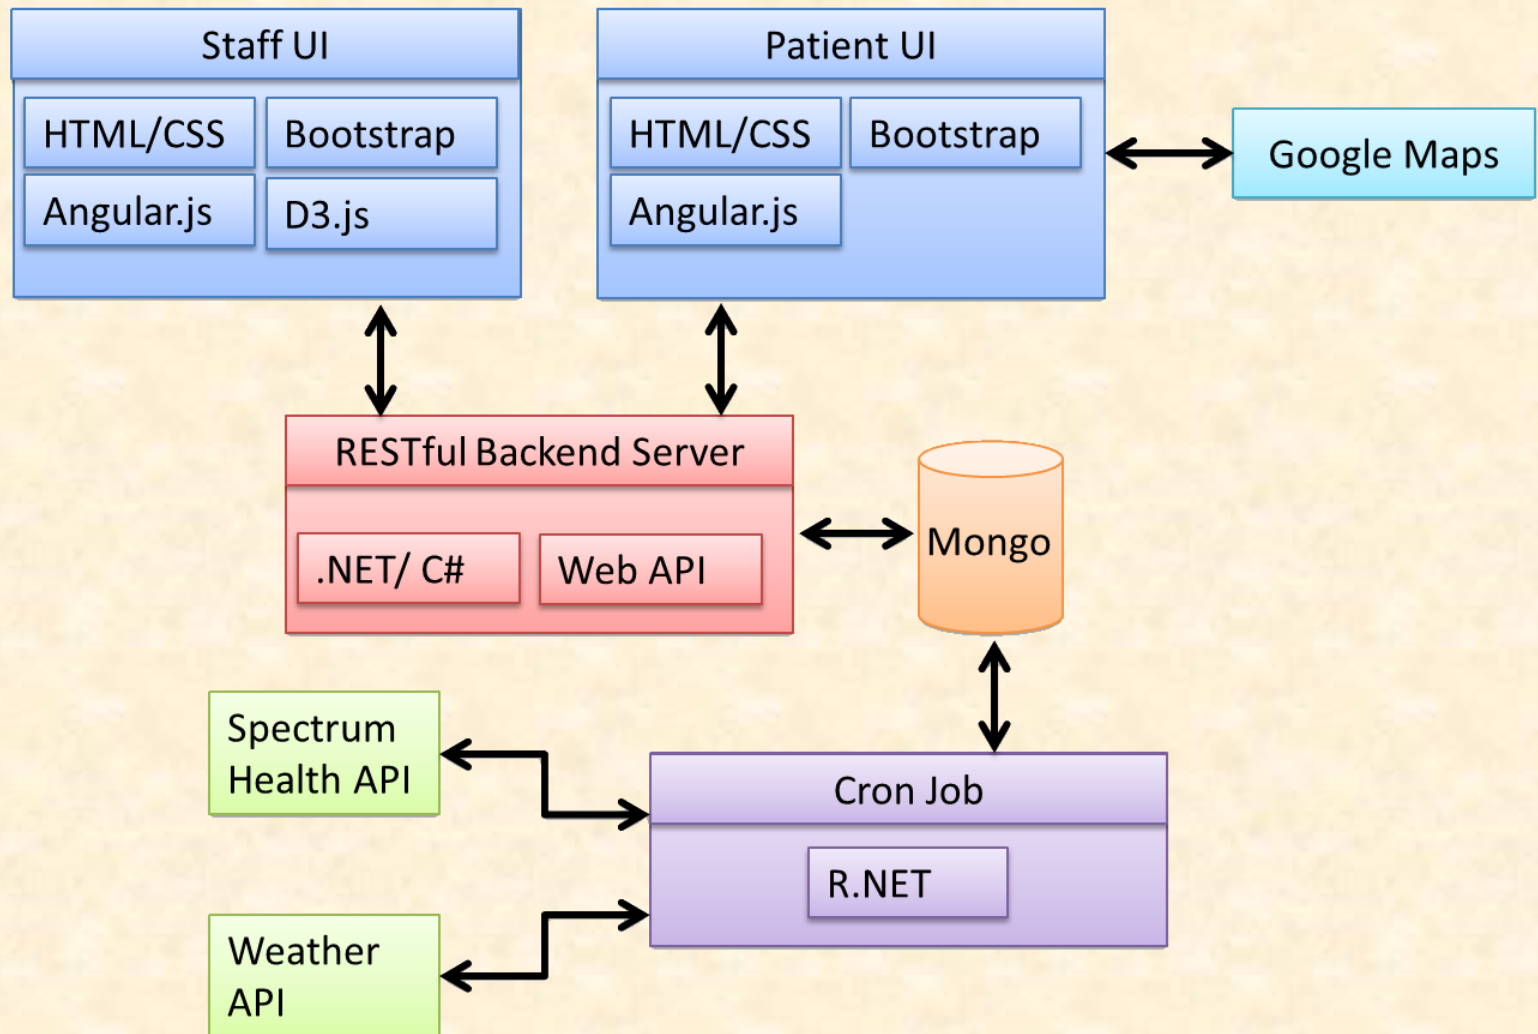 Staff UI
HTML/CSS
Bootstrap
Angular.js
D3.js
Patient UI
HTML/CSS
Bootstrap
Angular.js
Google Maps
RESTful Backend Server
.NET/ C#
Web API
Mongo
Spectrum
Health API
Cron Job
R.NET
Weather
API